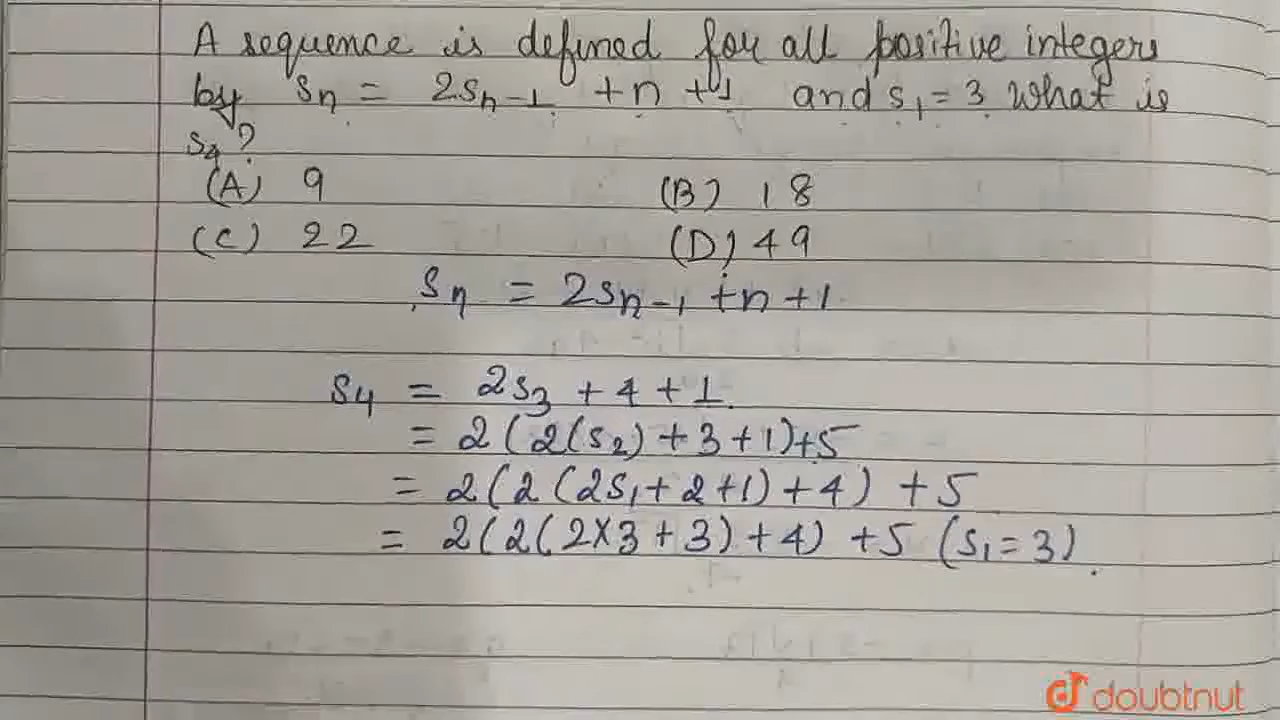 A sequence is defined for all positive integers
by Sn = 2Sn-1 + n + 1 and s1 = 3 What is
S4?
(A) 9 (B) 18
(C) 22 (D) 49
Sn = 2Sn-1 + n + 1
S4 = 2S3 + 4 + 1
= 2(2(S2) + 3 + 1) + 5
= 2(2(2S1 + 2 + 1) + 4) + 5
= 2(2(2×3 + 3) + 4) + 5 (S1 = 3)
doubtnut